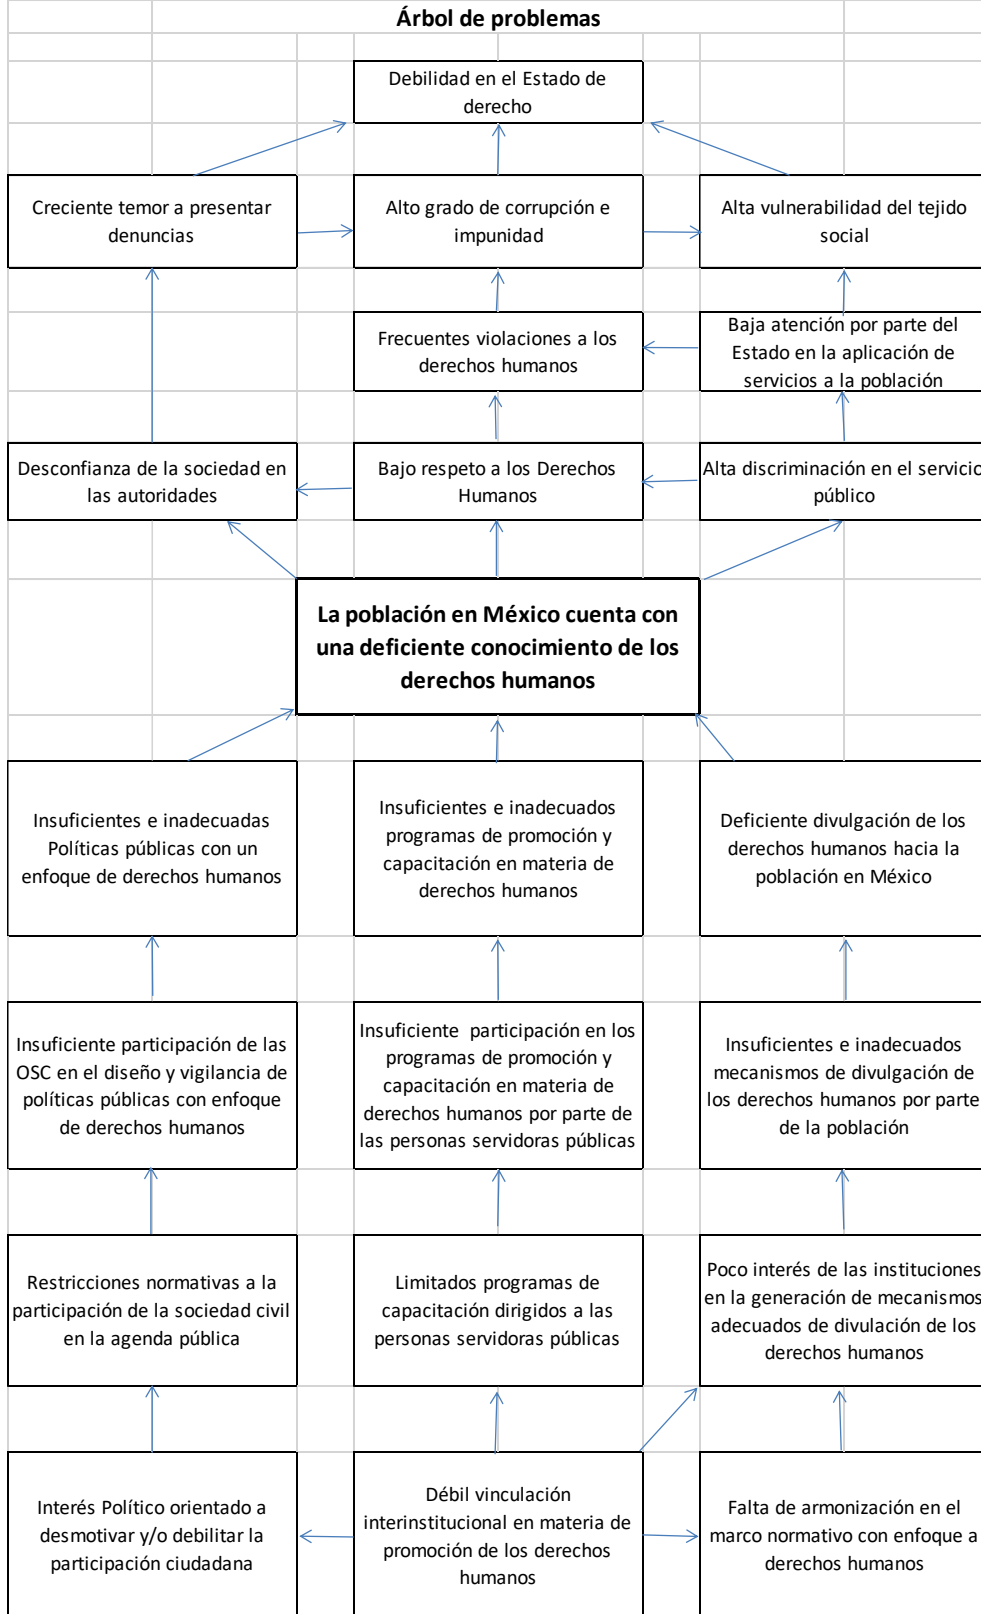 Árbol de problemas
Debilidad en el Estado de
derecho
Creciente temor a presentar
denuncias
Alto grado de corrupción e
impunidad
Alta vulnerabilidad del tejido
social
Frecuentes violaciones a los
derechos humanos
Baja atención por parte del
Estado en la aplicación de
servicios a la población
Desconfianza de la sociedad en
las autoridades
Bajo respeto a los Derechos
Humanos
Alta discriminación en el servicio
público
La población en México cuenta con
una deficiente conocimiento de los
derechos humanos
Insuficientes e inadecuadas
Políticas públicas con un
enfoque de derechos humanos
Insuficientes e inadecuados
programas de promoción y
capacitación en materia de
derechos humanos
Deficiente divulgación de los
derechos humanos hacia la
población en México
Insuficiente participación de las
OSC en el diseño y vigilancia de
políticas públicas con enfoque
de derechos humanos
Insuficiente  participación en los
programas de promoción y
capacitación en materia de
derechos humanos por parte de
las personas servidoras públicas
Insuficientes e inadecuados
mecanismos de divulgación de
los derechos humanos por parte
de la población
Restricciones normativas a la
participación de la sociedad civil
en la agenda pública
Limitados programas de
capacitación dirigidos a las
personas servidoras públicas
Poco interés de las instituciones
en la generación de mecanismos
adecuados de divulación de los
derechos humanos
Interés Político orientado a
desmotivar y/o debilitar la
participación ciudadana
Débil vinculación
interinstitucional en materia de
promoción de los derechos
humanos
Falta de armonización en el
marco normativo con enfoque a
derechos humanos